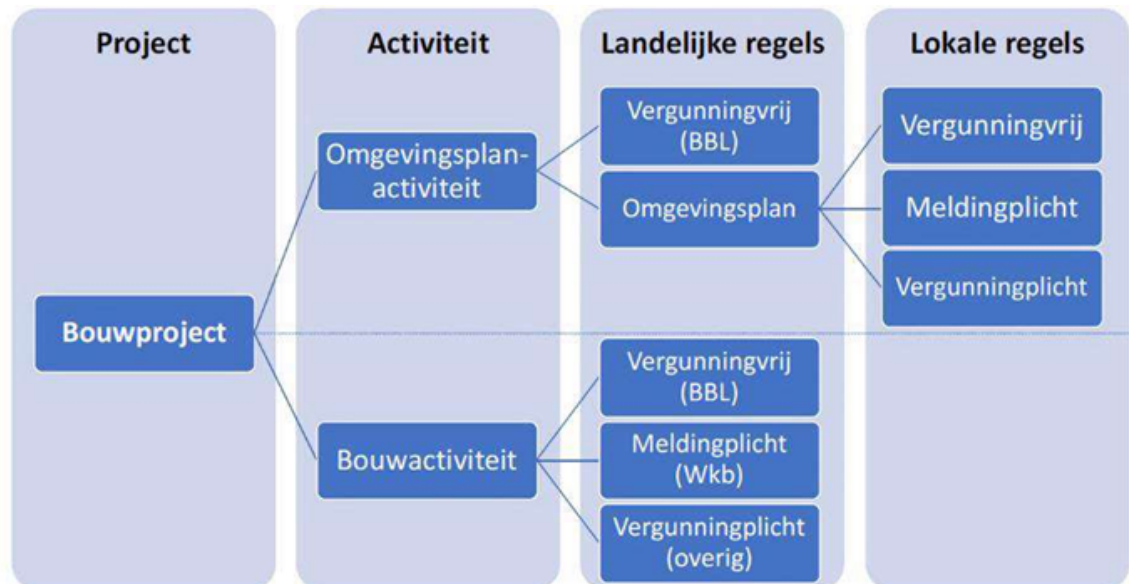 Project
Activiteit
Landelijke regels
Lokale regels
Bouwproject
Omgevingsplan-
activiteit
Vergunningvrij
(BBL)
Omgevingsplan
Vergunningvrij
Meldingplicht
Vergunningplicht
Bouwactiviteit
Vergunningvrij
(BBL)
Meldingplicht
(Wkb)
Vergunningplicht
(overig)